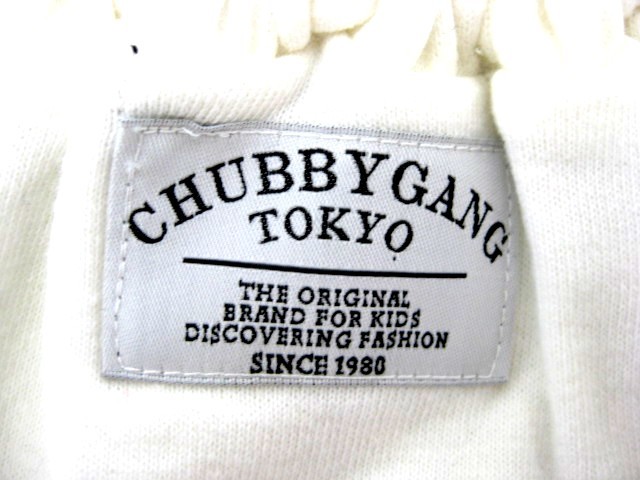 CHUBBYGANG
TOKYO
THE ORIGINAL
BRAND FOR KIDS
DISCOVERING FASHION
SINCE 1980